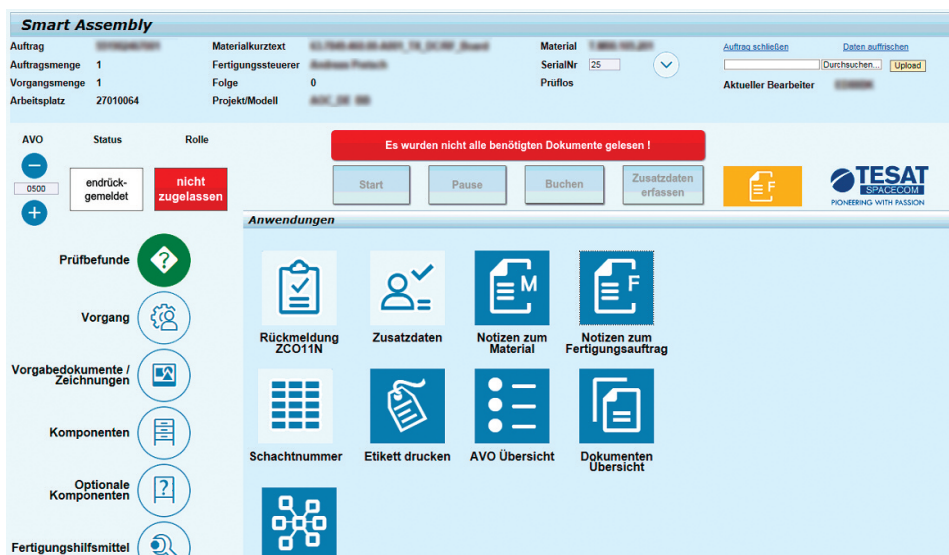 Smart Assembly
Auftrag
Auftragsmenge 1
Vorgangsmenge 1
Arbeitsplatz 27010064
Materialkurztext
Fertigungssteuerer
Folge 0
Projekt/Modell
Material
SerialNr 25
Prüflos
Auftrag schließen Daten auffrischen
Durchsuchen... Upload
Aktueller Bearbeiter
AVO Status Rolle
0500
endrück-
gemeldet
nicht
zugelassen
Es wurden nicht alle benötigten Dokumente gelesen !
Start Pause Buchen Zusatzdaten
erfassen
F
TESAT
SPACECOM
PIONEERING WITH PASSION
Prüfbefunde
Vorgang
Vorgabedokumente /
Zeichnungen
Komponenten
Optionale
Komponenten
Fertigungshilfsmittel
Anwendungen
M
F
Rückmeldung
ZCO11N
Zusatzdaten
Notizen zum
Material
Notizen zum
Fertigungsauftrag
Schachtnummer
Etikett drucken
AVO Übersicht
Dokumenten
Übersicht